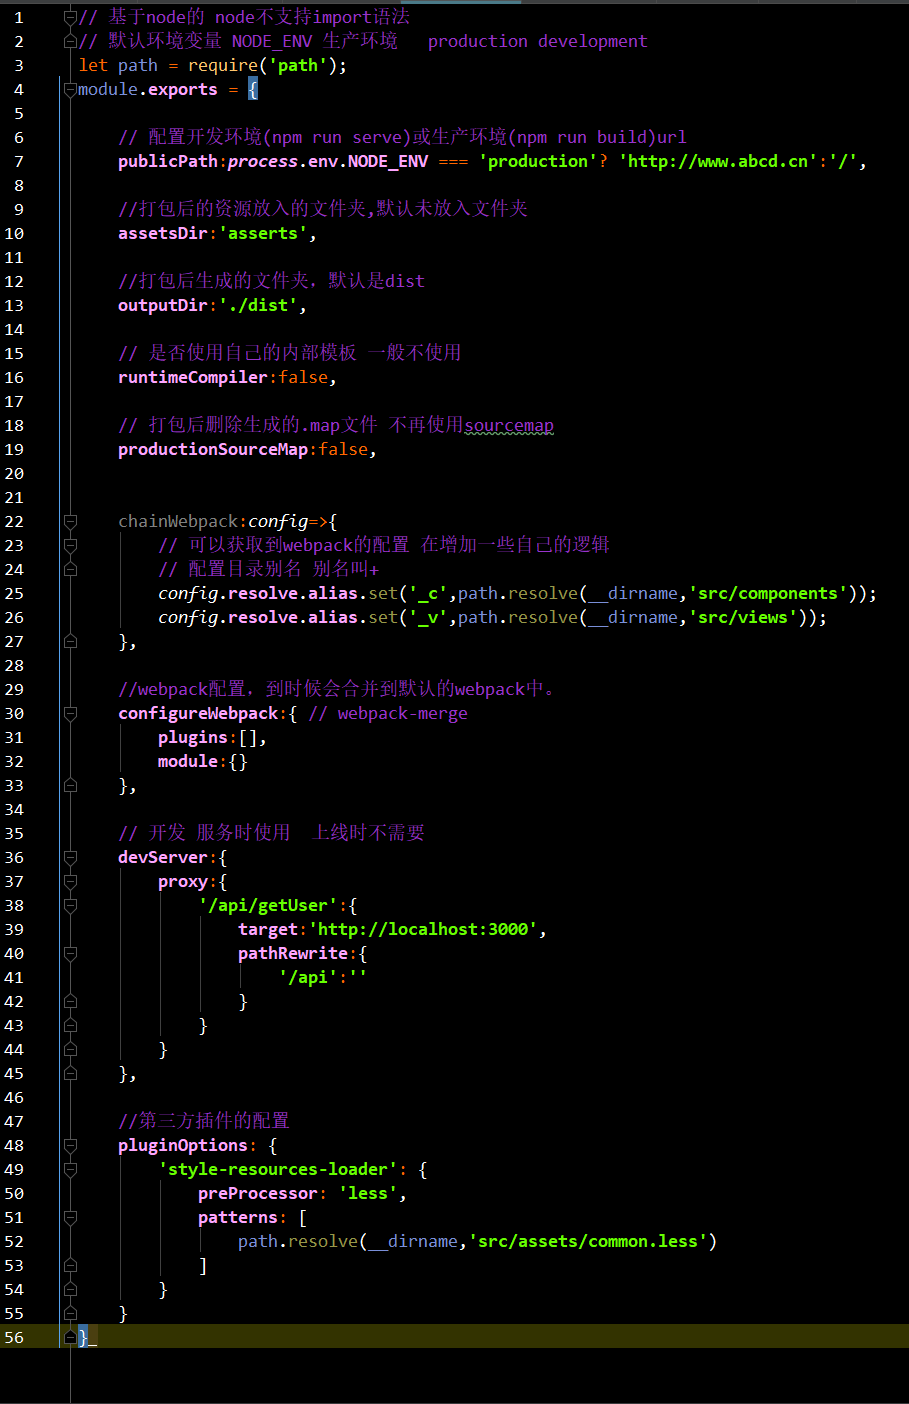 1 // 基于node的 node不支持import语法
2 // 默认环境变量 NODE_ENV 生产环境   production development
3 let path = require('path');
4 module.exports = {
5
6     // 配置开发环境(npm run serve)或生产环境(npm run build)url
7     publicPath:process.env.NODE_ENV === 'production'? 'http://www.abcd.cn':'/',
8
9     //打包后的资源放入的文件夹,默认未放入文件夹
10     assetsDir:'asserts',
11
12     //打包后生成的文件夹，默认是dist
13     outputDir:'./dist',
14
15     // 是否使用自己的内部模板 一般不使用
16     runtimeCompiler:false,
17
18     // 打包后删除生成的.map文件 不再使用sourcemap
19     productionSourceMap:false,
20
21
22     chainWebpack:config=>{
23         // 可以获取到webpack的配置 在增加一些自己的逻辑
24         // 配置目录别名 别名叫+
25         config.resolve.alias.set('_c',path.resolve(__dirname,'src/components'));
26         config.resolve.alias.set('_v',path.resolve(__dirname,'src/views'));
27     },
28
29     //webpack配置，到时候会合并到默认的webpack中。
30     configureWebpack:{ // webpack-merge
31         plugins:[],
32         module:{}
33     },
34
35     // 开发 服务时使用  上线时不需要
36     devServer:{
37         proxy:{
38             '/api/getUser':{
39                 target:'http://localhost:3000',
40                 pathRewrite:{
41                     '/api':''
42                 }
43             }
44         }
45     },
46
47     //第三方插件的配置
48     pluginOptions: {
49         'style-resources-loader': {
50             preProcessor: 'less',
51             patterns: [
52                 path.resolve(__dirname,'src/assets/common.less')
53             ]
54         }
55     }
56 }